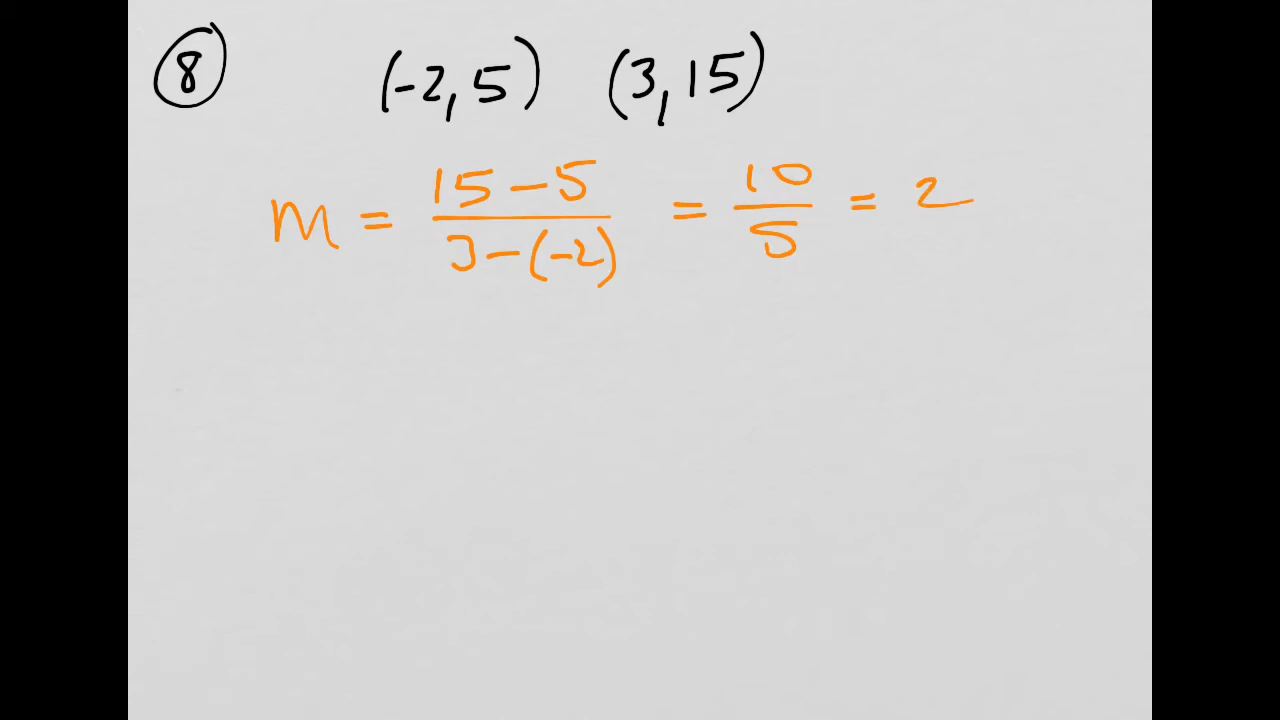 8 (-2,5) (3,15)
m = 15-5/3-(-2) = 10/5 = 2